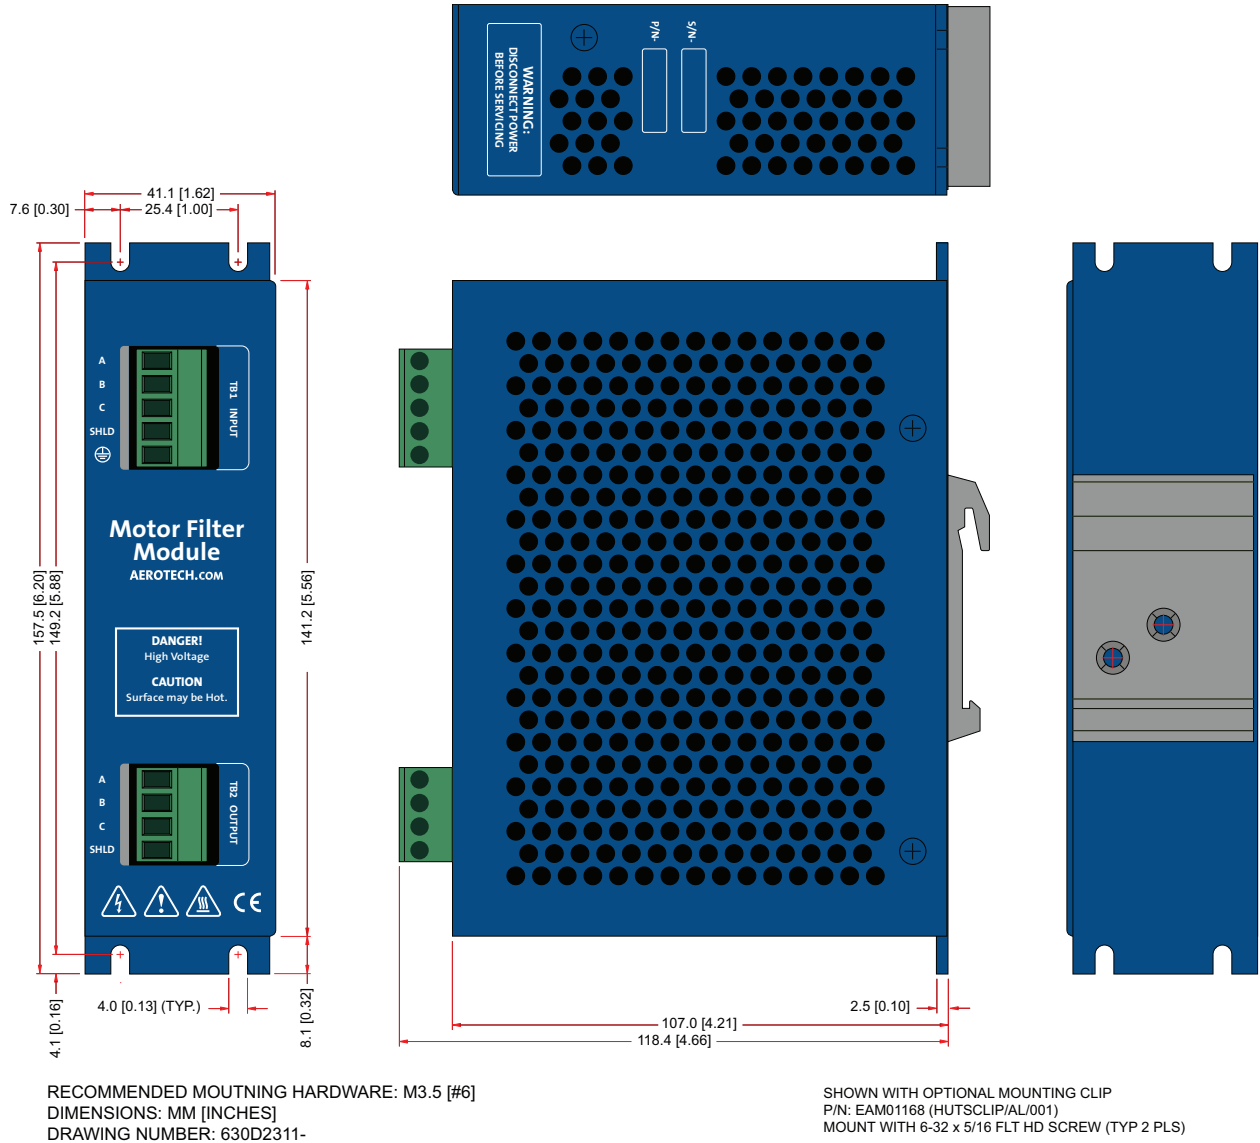 WARNING:
DISCONNECT POWER
BEFORE SERVICING
P/N-
S/N-
41.1 [1.62]
7.6 [0.30]
25.4 [1.00]
A
B
C
SHLD
TB1 INPUT
Motor Filter
Module
AEROTECH.COM
157.5 [6.20]
149.2 [5.88]
141.2 [5.56]
DANGER!
High Voltage
CAUTION
Surface may be Hot.
A
B
C
SHLD
TB2 OUTPUT
CE
4.1 [0.16]
4.0 [0.13] (TYP.)
8.1 [0.32]
2.5 [0.10]
107.0 [4.21]
118.4 [4.66]
RECOMMENDED MOUTNING HARDWARE: M3.5 [#6]
DIMENSIONS: MM [INCHES]
DRAWING NUMBER: 630D2311-
SHOWN WITH OPTIONAL MOUNTING CLIP
P/N: EAM01168 (HUTSCLIP/AL/001)
MOUNT WITH 6-32 x 5/16 FLT HD SCREW (TYP 2 PLS)